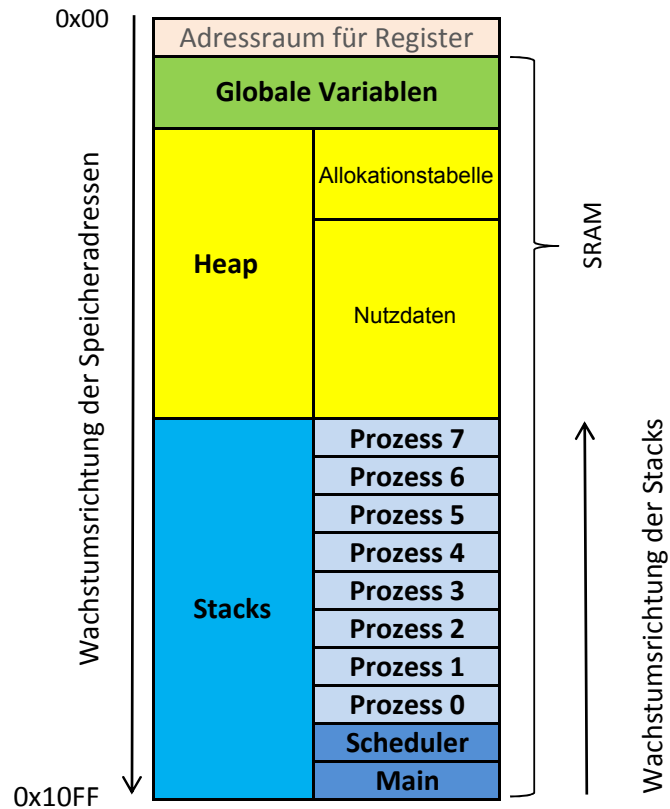 0x00
Adressraum für Register
Globale Variablen
Wachstumsrichtung der Speicheradressen
Heap
Allokationstabelle
Nutzdaten
SRAM
Stacks
Prozess 7
Prozess 6
Prozess 5
Prozess 4
Prozess 3
Prozess 2
Prozess 1
Prozess 0
Scheduler
Main
Wachstumsrichtung der Stacks
0x10FF